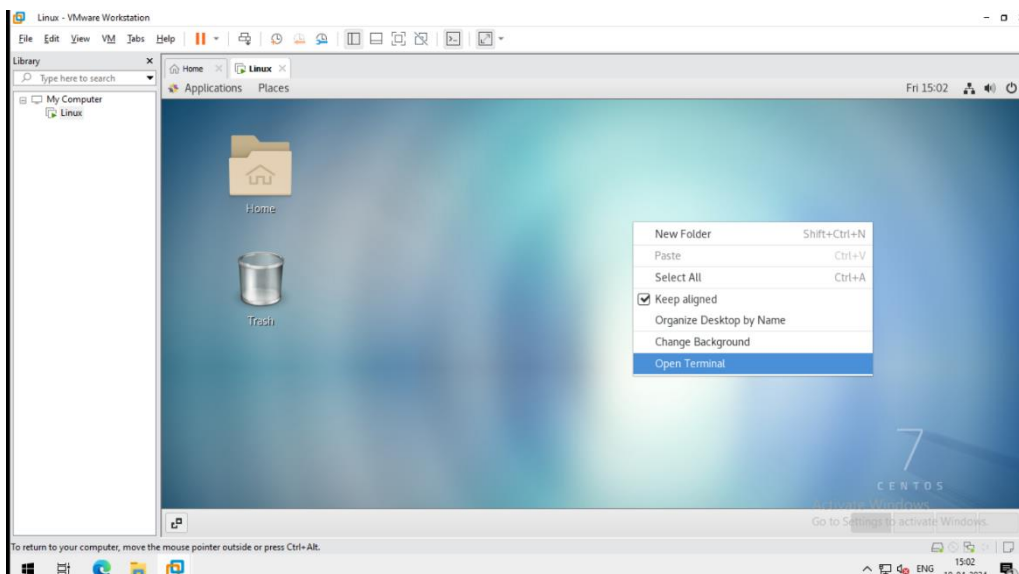 Linux - VMware Workstation
File Edit View VM Tabs Help
Library
Type here to search
My Computer
Linux
Home
Linux
Applications Places
Fri 15:02
Home
Trash
New Folder Shift+Ctrl+N
Paste Ctrl+V
Select All Ctrl+A
Keep aligned
Organize Desktop by Name
Change Background
Open Terminal
7
CENTOS
Activate Windows
Go to Settings to activate Windows.
To return to your computer, move the mouse pointer outside or press Ctrl+Alt.
ENG
15:02